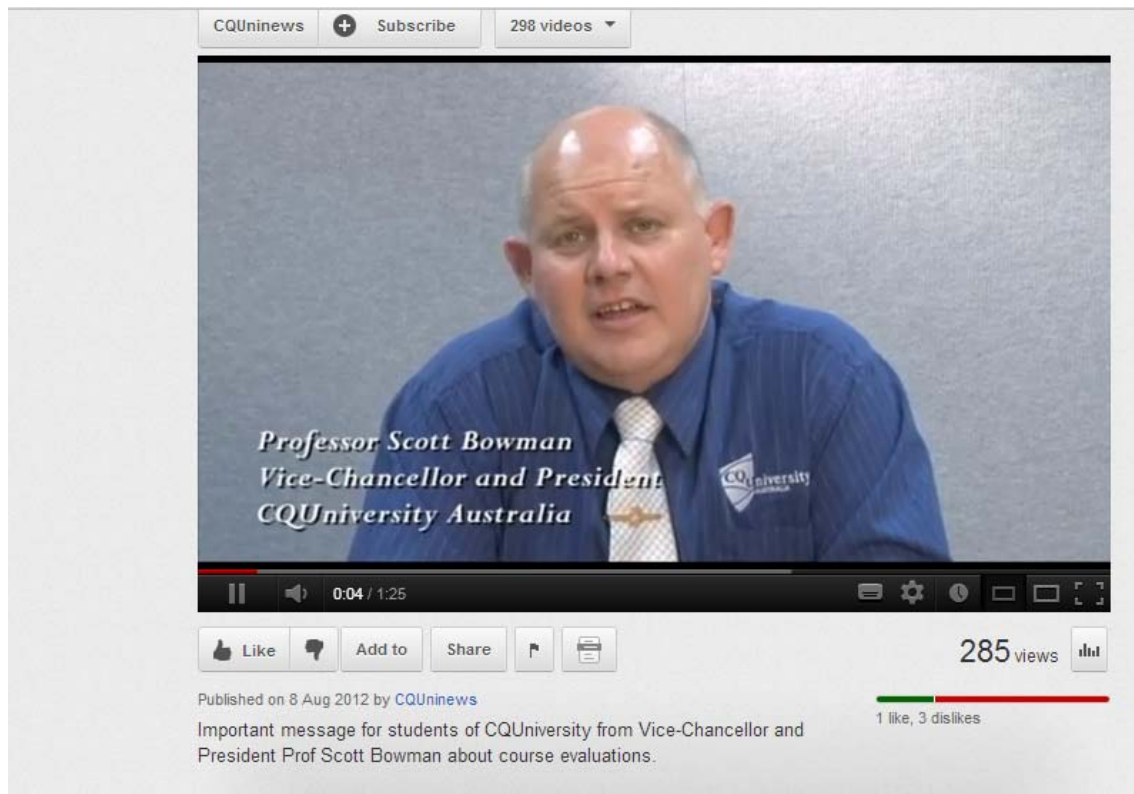 CQUninews Subscribe 298 videos
Professor Scott Bowman
Vice-Chancellor and President
CQUniversity Australia
CQUniversity
AUSTRALIA
0:04 / 1:25
Like Add to Share 285 views
Published on 8 Aug 2012 by CQUninews
1 like, 3 dislikes
Important message for students of CQUniversity from Vice-Chancellor and
President Prof Scott Bowman about course evaluations.